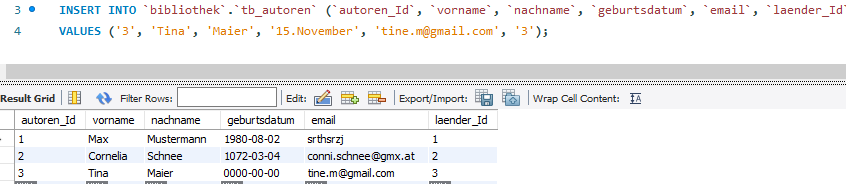 3 INSERT INTO `bibliothek`.`tb_autoren` (`autoren_Id`, `vorname`, `nachname`, `geburtsdatum`, `email`, `laender_Id`
4 VALUES ('3', 'Tina', 'Maier', '15.November', 'tine.m@gmail.com', '3');
Result Grid Filter Rows: Edit: Export/Import: Wrap Cell Content:
autoren_Id vorname nachname geburtsdatum email laender_Id
1 Max Mustermann 1980-08-02 srthsrzj 1
2 Cornelia Schnee 1072-03-04 conni.schnee@gmx.at 2
3 Tina Maier 0000-00-00 tine.m@gmail.com 3